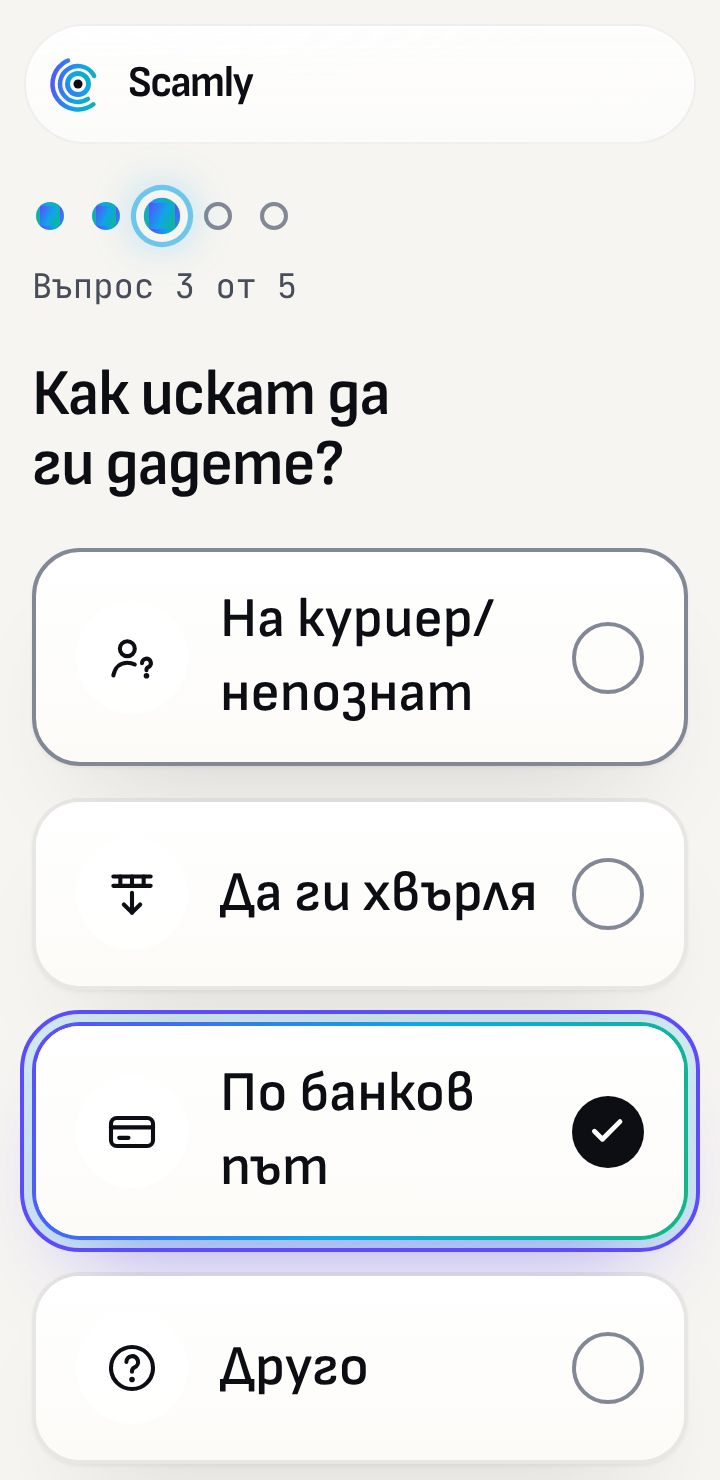 Scamly
Въпрос 3 от 5
Как искат да
ги дадете?
На куриер/
непознат
Да ги хвърля
По банков
път
Друго